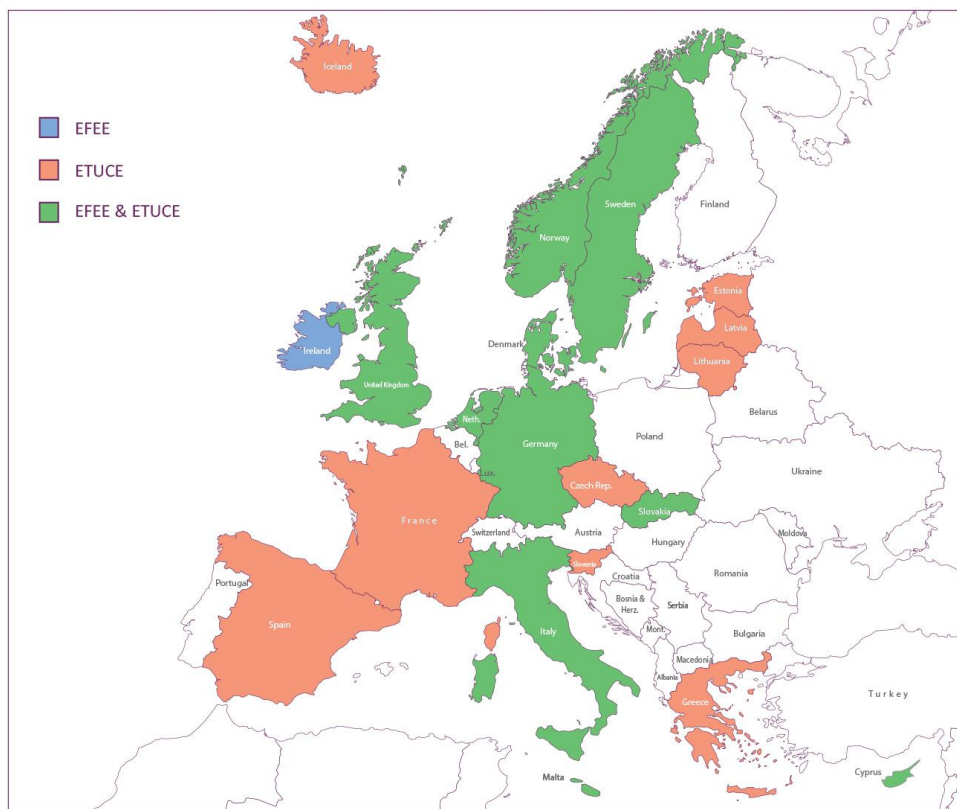 Iceland
EFEE
ETUCE
EFEE & ETUCE
Finland
Sweden
Norway
Estonia
Latvia
Denmark
Ireland
Lithuania
United Kingdom
Belarus
Neth.
Poland
Bel.
Germany
Ukraine
Lux.
Czech Rep.
Slovakia
France
Switzerland
Austria
Moldova
Hungary
Slovenia
Romania
Croatia
Portugal
Bosnia &
Herz.
Serbia
Spain
Italy
Mont.
Bulgaria
Macedonia
Albania
Turkey
Greece
Malta
Cyprus